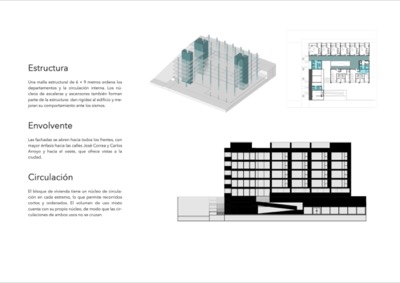 Estructura
Una malla estructural de 6 × 9 metros ordena los
departamentos y la circulación interna. Los nú-
cleos de escaleras y ascensores también forman
parte de la estructura: dan rigidez al edificio y me-
joran su comportamiento ante los sismos.
Envolvente
Las fachadas se abren hacia todos los frentes, con
mayor énfasis hacia las calles José Correa y Carlos
Arroyo y hacia el oeste, que ofrece vistas a la
ciudad.
Circulación
El bloque de vivienda tiene un núcleo de circula-
ción en cada extremo, lo que permite recorridos
cortos y ordenados. El volumen de uso mixto
cuenta con su propio núcleo, de modo que las cir-
culaciones de ambos usos no se cruzan.